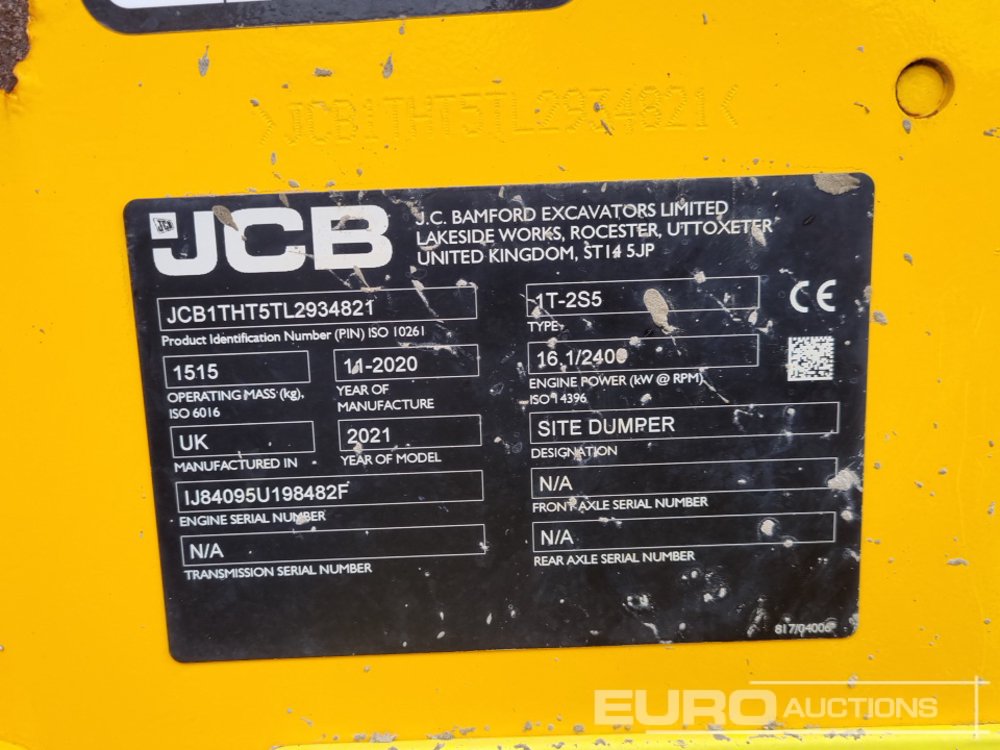 >JCB1THT5TL2934821<
JCB
J.C. BAMFORD EXCAVATORS LIMITED
LAKESIDE WORKS, ROCESTER, UTTOXETER
UNITED KINGDOM, ST14 5JP
JCB1THT5TL2934821
Product Identification Number (PIN) ISO 10261
1T-2S5
TYPE
CE
1515
OPERATING MASS (kg),
ISO 6016
11-2020
YEAR OF
MANUFACTURE
16.1/2400
ENGINE POWER (kW @ RPM)
ISO 14396
UK
MANUFACTURED IN
2021
YEAR OF MODEL
SITE DUMPER
DESIGNATION
IJ84095U198482F
ENGINE SERIAL NUMBER
N/A
FRONT AXLE SERIAL NUMBER
N/A
TRANSMISSION SERIAL NUMBER
N/A
REAR AXLE SERIAL NUMBER
817/04006
EURO AUCTIONS